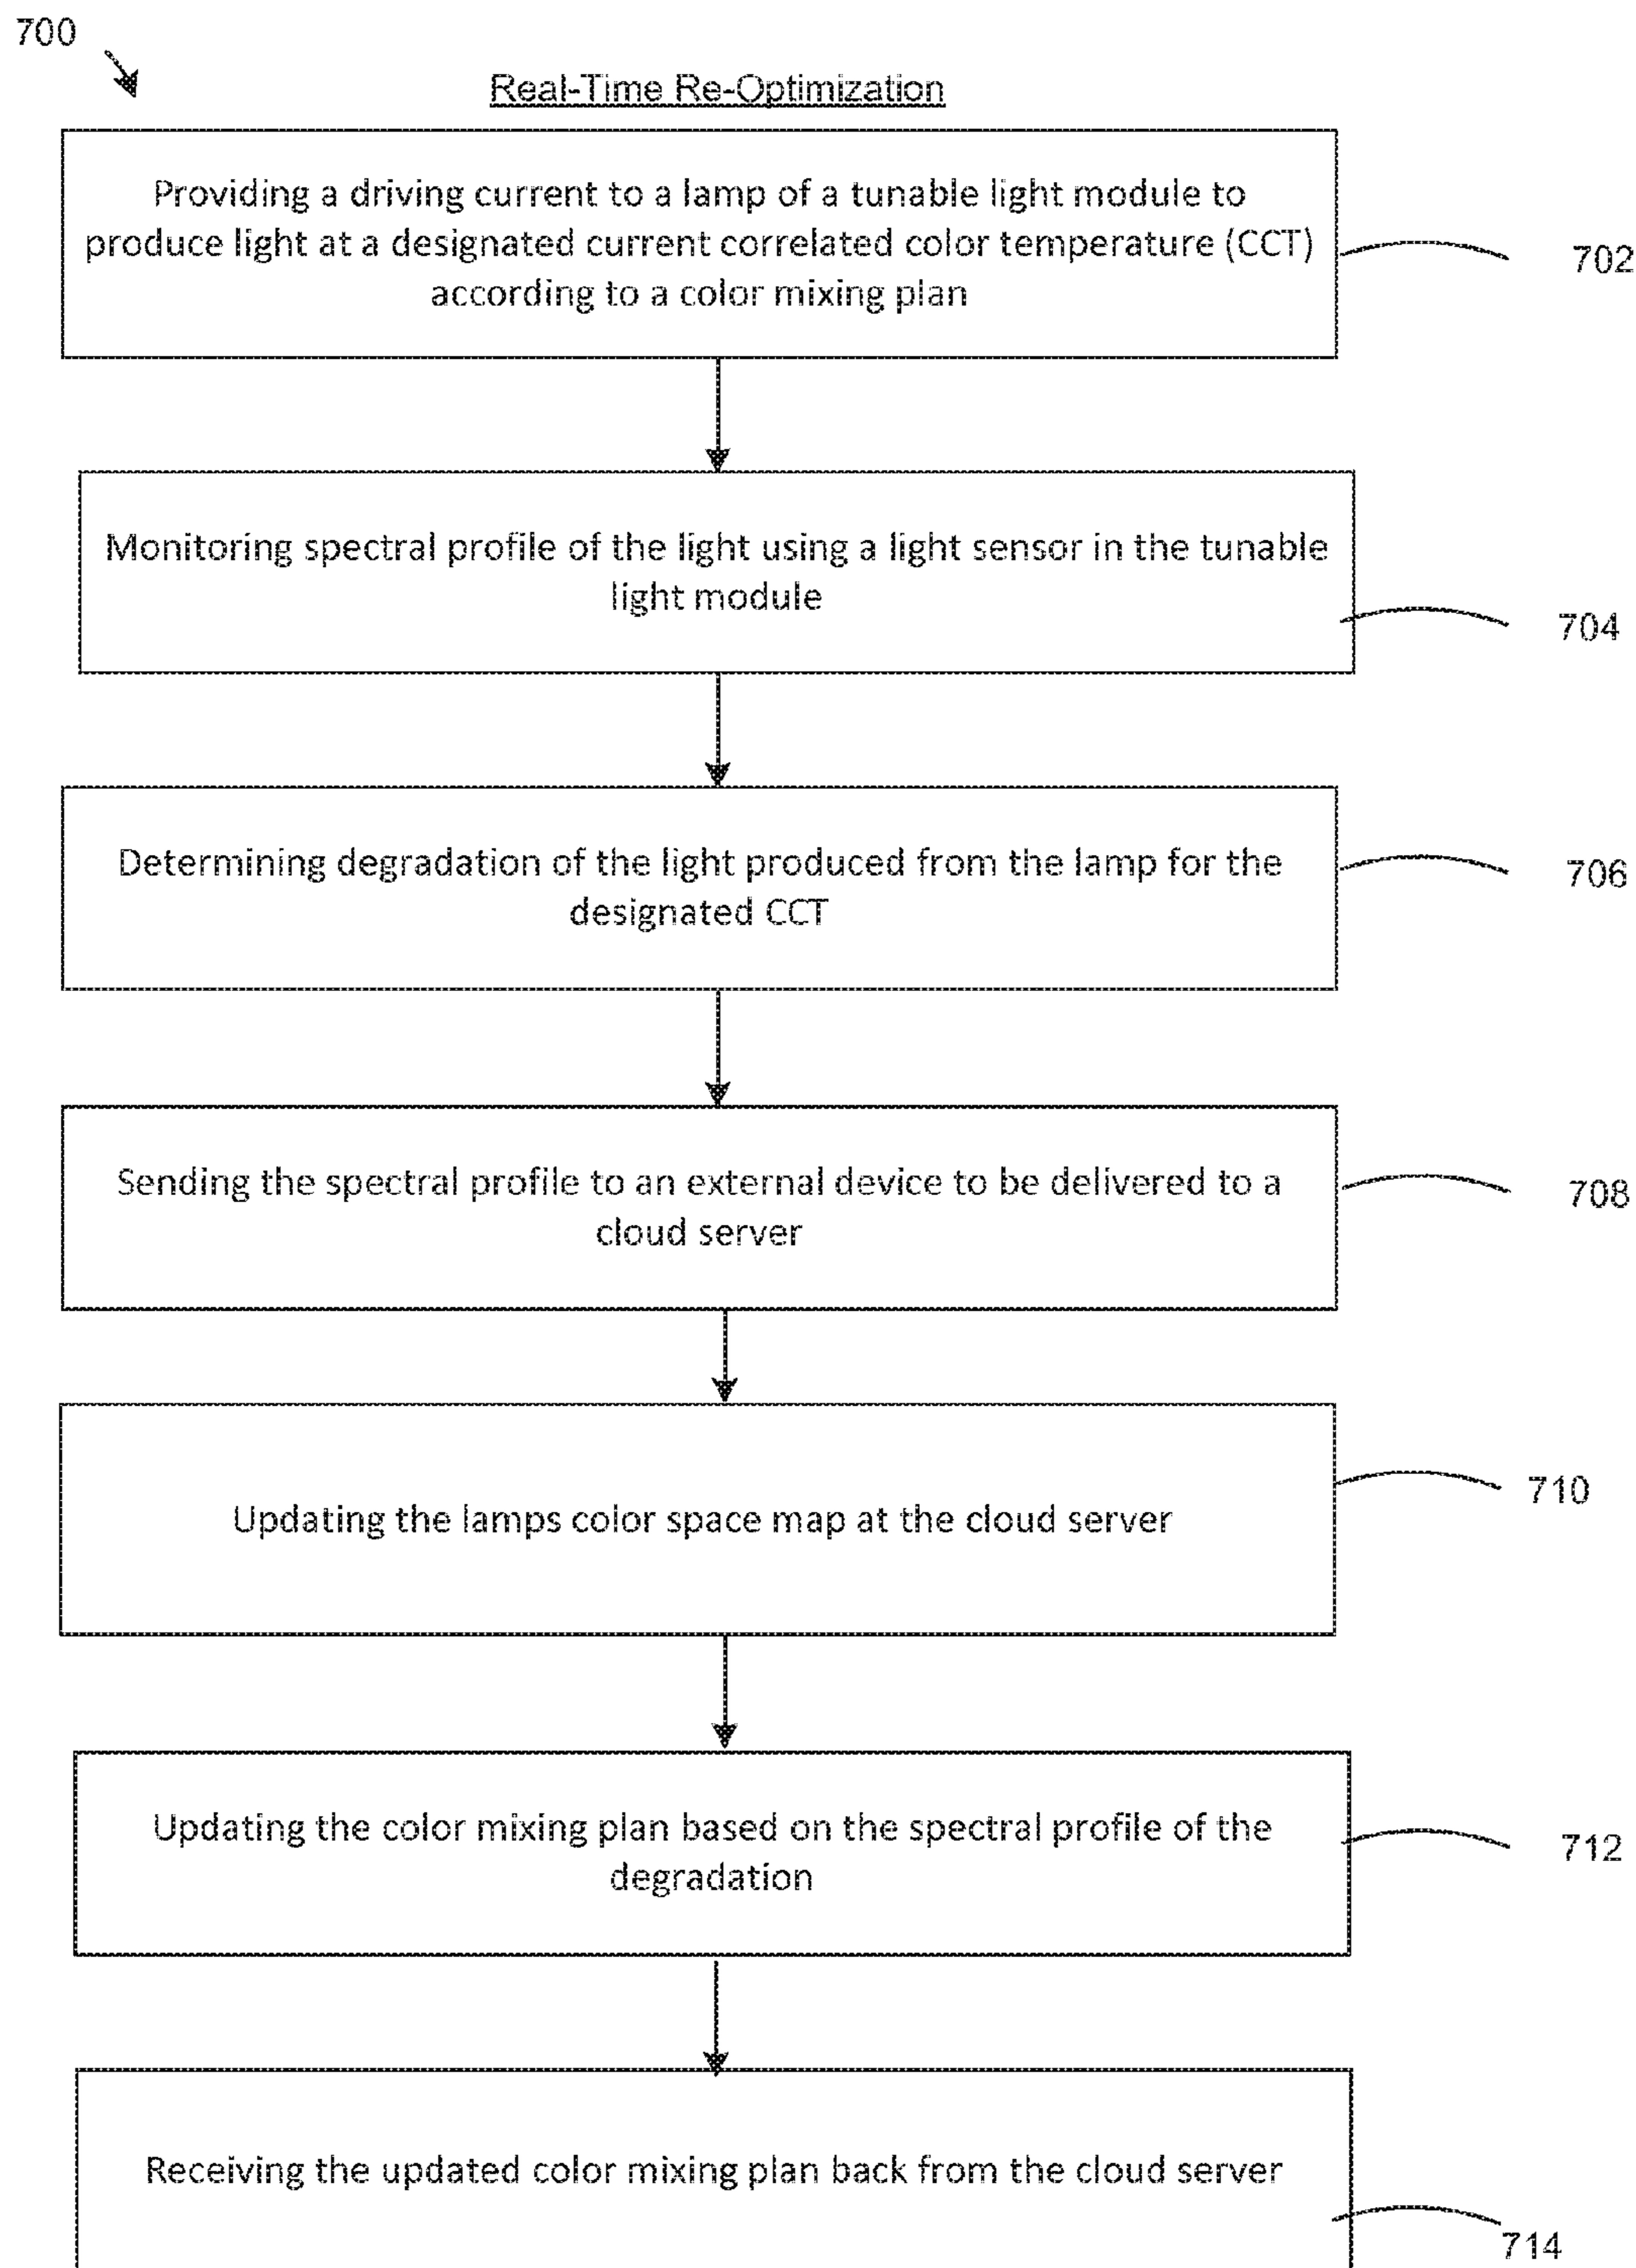 700
Real-Time Re-Optimization
Providing a driving current to a lamp of a tunable light module to
produce light at a designated current correlated color temperature (CCT)
according to a color mixing plan
702
Monitoring spectral profile of the light using a light sensor in the tunable
light module
704
Determining degradation of the light produced from the lamp for the
designated CCT
706
Sending the spectral profile to an external device to be delivered to a
cloud server
708
Updating the lamps color space map at the cloud server
710
Updating the color mixing plan based on the spectral profile of the
degradation
712
Receiving the updated color mixing plan back from the cloud server
714